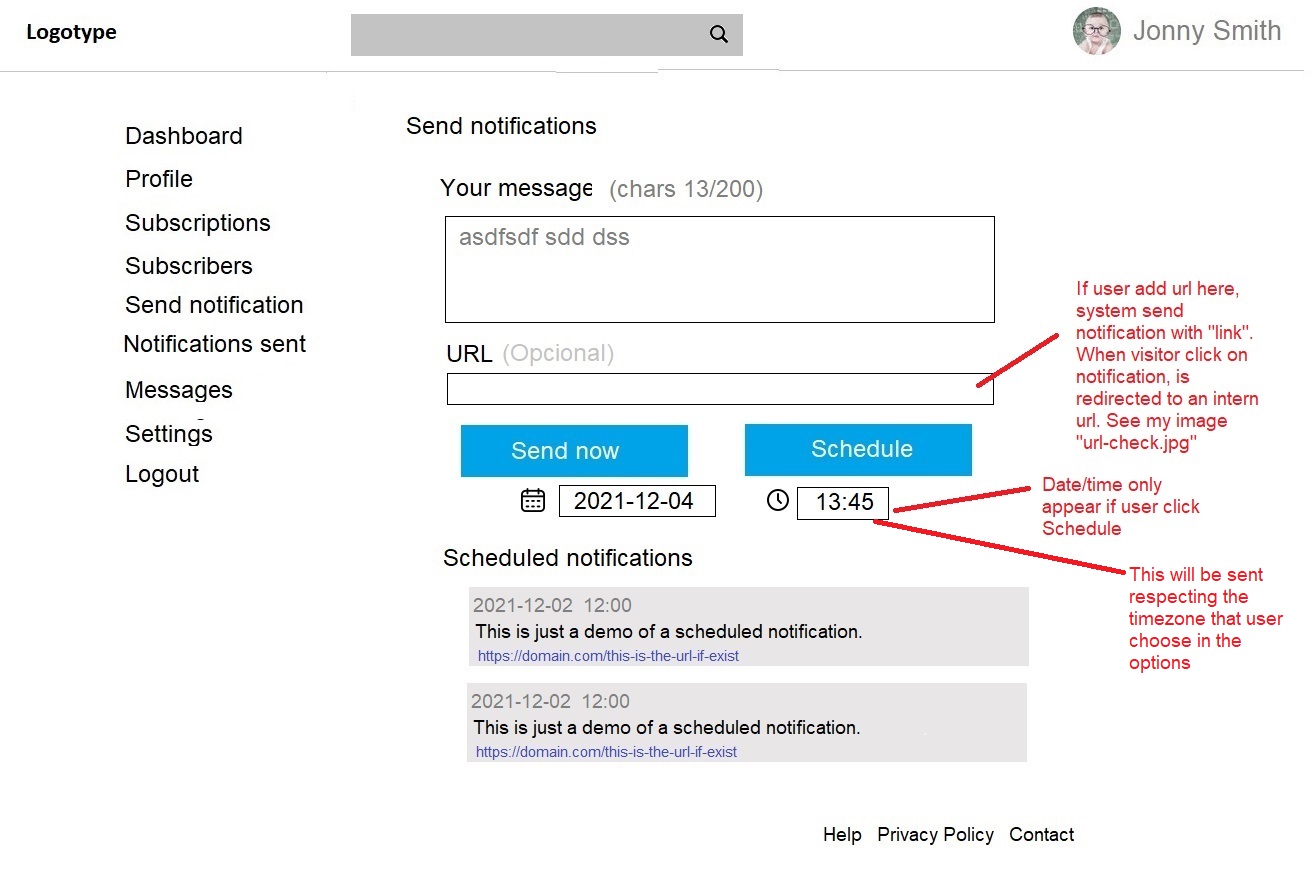 Logotype
Jonny Smith
Dashboard
Profile
Subscriptions
Subscribers
Send notification
Notifications sent
Messages
Settings
Logout
Send notifications
Your message (chars 13/200)
asdfsdf sdd dss
URL (Opcional)
Send now
Schedule
2021-12-04
13:45
Scheduled notifications
2021-12-02 12:00
This is just a demo of a scheduled notification.
https://domain.com/this-is-the-url-if-exist
2021-12-02 12:00
This is just a demo of a scheduled notification.
https://domain.com/this-is-the-url-if-exist
If user add url here,
system send
notification with "link".
When visitor click on
notification, is
redirected to an intern
url. See my image
"url-check.jpg"
Date/time only
appear if user click
Schedule
This will be sent
respecting the
timezone that user
choose in the
options
Help Privacy Policy Contact